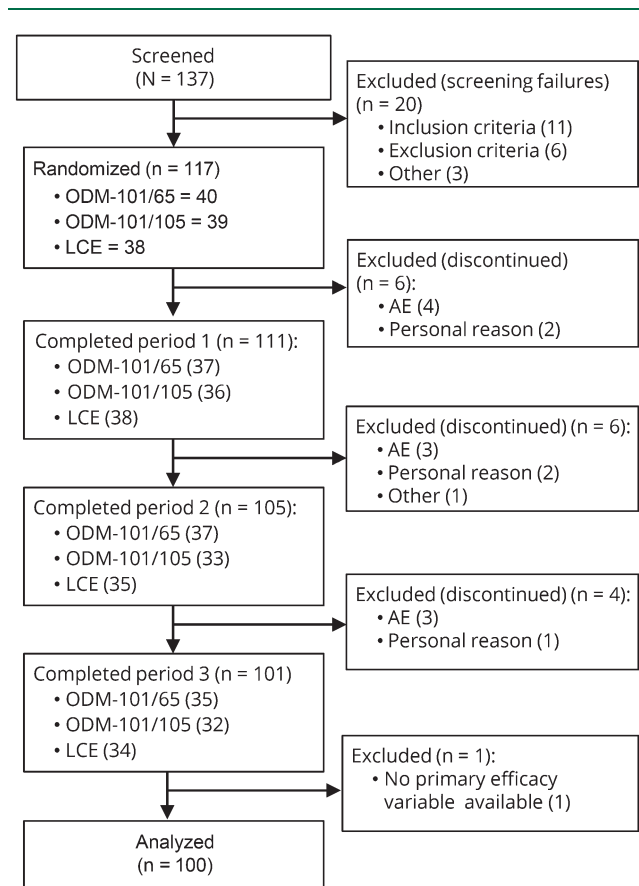 Screened
(N = 137)
Excluded (screening failures)
(n = 20)
• Inclusion criteria (11)
• Exclusion criteria (6)
• Other (3)
Randomized (n = 117)
• ODM-101/65 = 40
• ODM-101/105 = 39
• LCE = 38
Excluded (discontinued)
(n = 6):
• AE (4)
• Personal reason (2)
Completed period 1 (n = 111):
• ODM-101/65 (37)
• ODM-101/105 (36)
• LCE (38)
Excluded (discontinued) (n = 6):
• AE (3)
• Personal reason (2)
• Other (1)
Completed period 2 (n = 105):
• ODM-101/65 (37)
• ODM-101/105 (33)
• LCE (35)
Excluded (discontinued) (n = 4):
• AE (3)
• Personal reason (1)
Completed period 3 (n = 101)
• ODM-101/65 (35)
• ODM-101/105 (32)
• LCE (34)
Excluded (n = 1):
• No primary efficacy
variable available (1)
Analyzed
(n = 100)